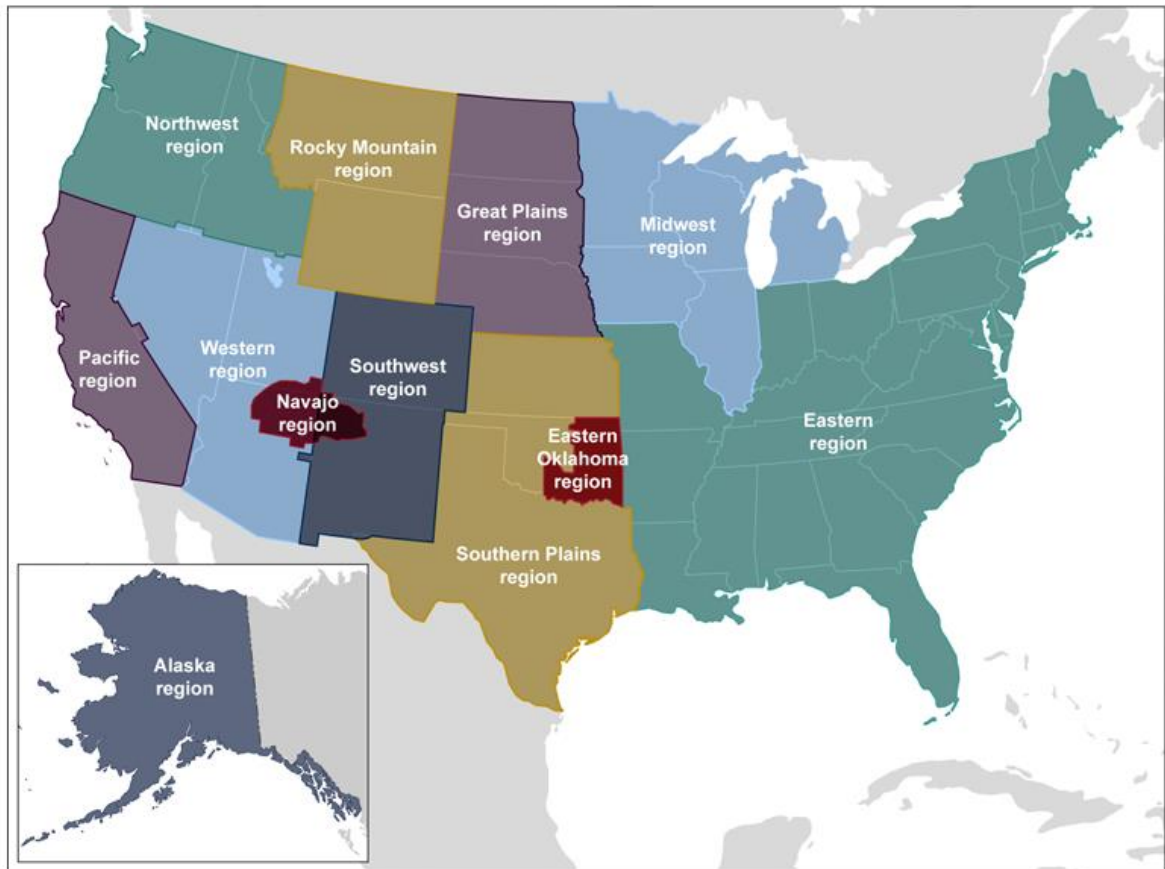 Northwest
region
Rocky Mountain
region
Great Plains
region
Midwest
region
Pacific
region
Western
region
Southwest
region
Navajo
region
Eastern
Oklahoma
region
Eastern
region
Southern Plains
region
Alaska
region